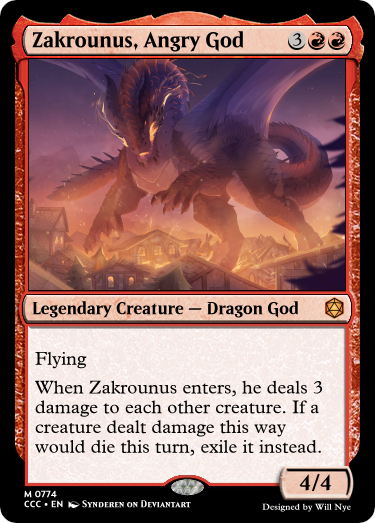 Zakrounus, Angry God 3
Legendary Creature — Dragon God
Flying
When Zakrounus enters, he deals 3
damage to each other creature. If a
creature dealt damage this way
would die this turn, exile it instead.
4/4
M 0774
CCC • EN Synderen on Deviantart
Designed by Will Nye